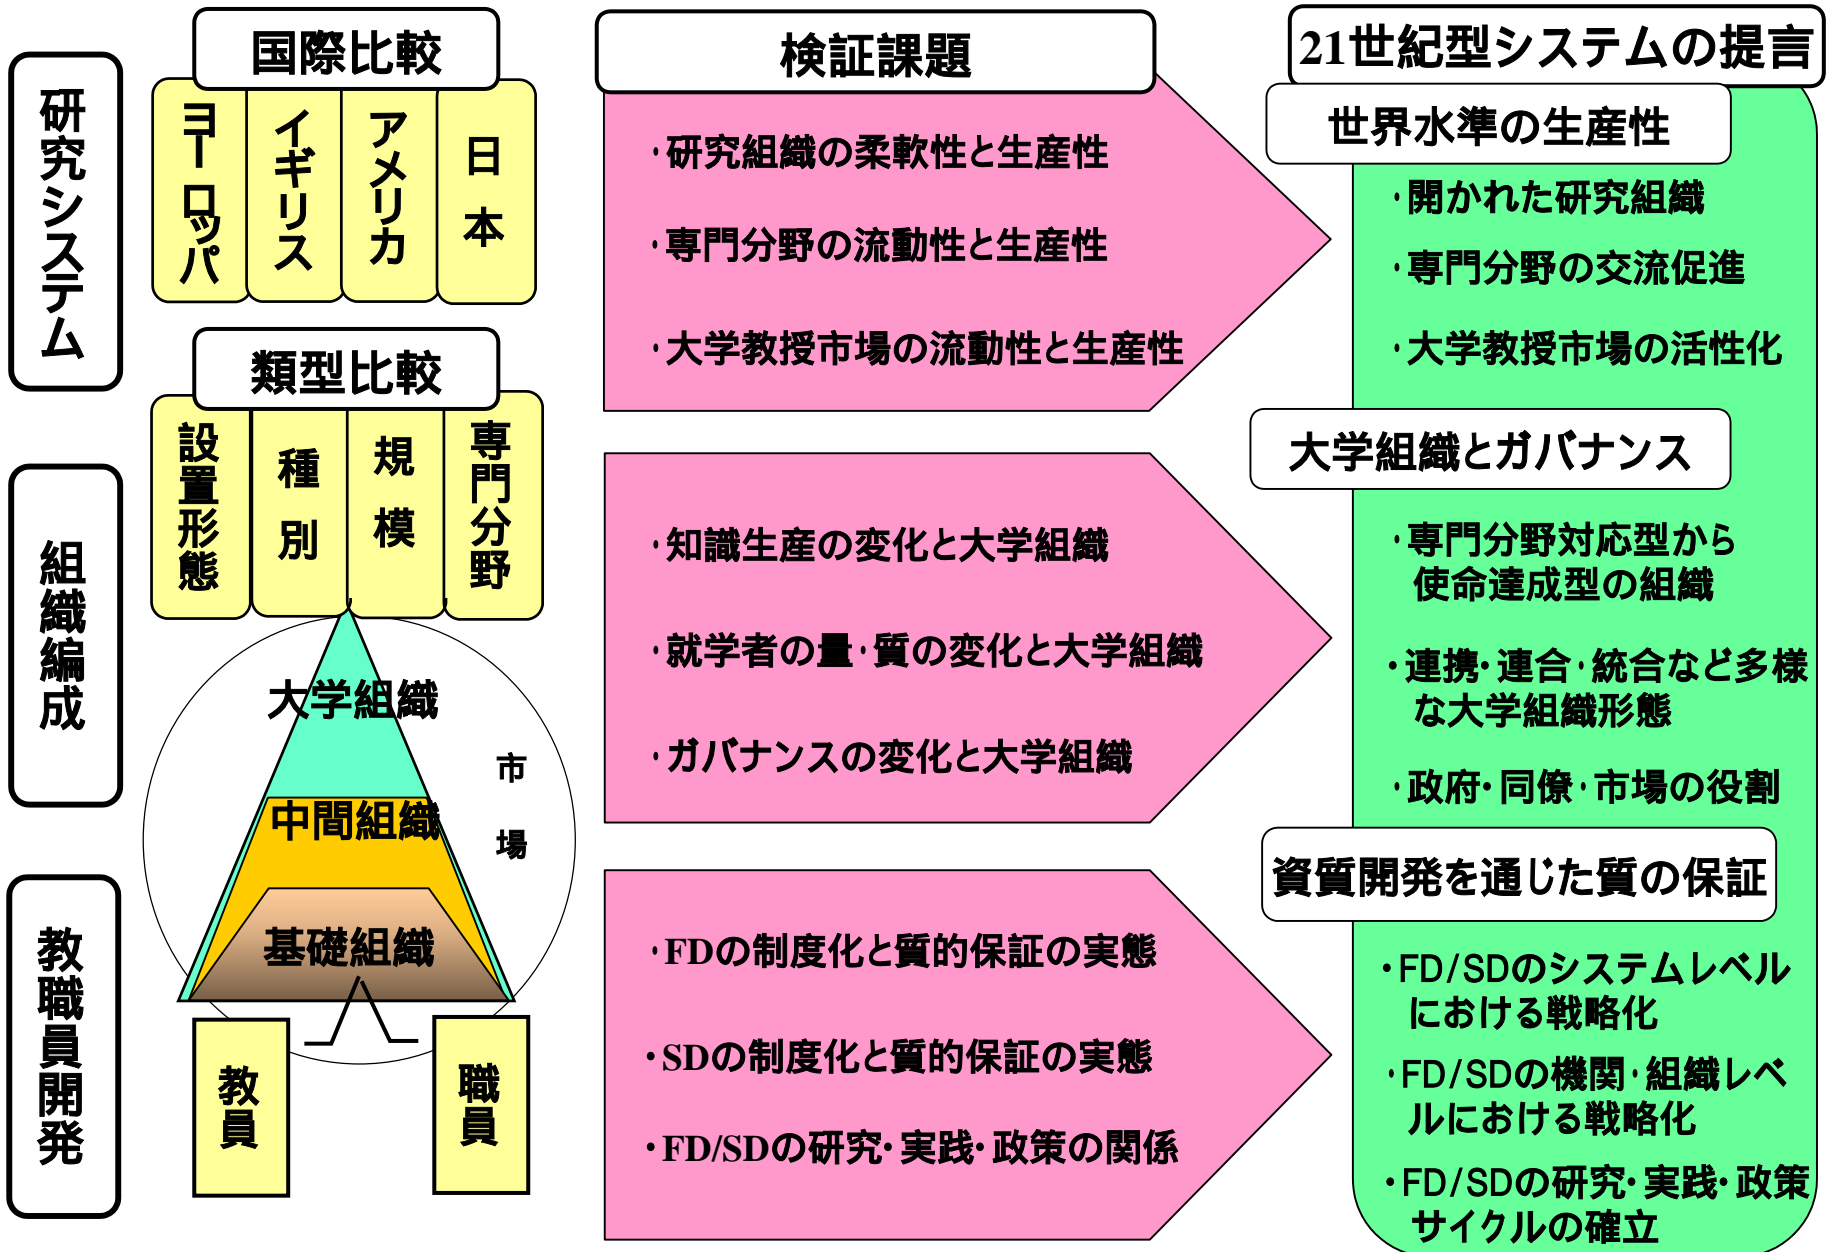 研究システム
組織編成
教職員開発
国際比較
ヨーロッパ
イギリス
アメリカ
日本
類型比較
設置形態
種別
規模
専門分野
大学組織
中間組織
基礎組織
市場
教員
職員
検証課題
・研究組織の柔軟性と生産性
・専門分野の流動性と生産性
・大学教授市場の流動性と生産性
・知識生産の変化と大学組織
・就学者の量・質の変化と大学組織
・ガバナンスの変化と大学組織
・FDの制度化と質的保証の実態
・SDの制度化と質的保証の実態
・FD/SDの研究・実践・政策の関係
21世紀型システムの提言
世界水準の生産性
・開かれた研究組織
・専門分野の交流促進
・大学教授市場の活性化
大学組織とガバナンス
・専門分野対応型から
使命達成型の組織
・連携・連合・統合など多様
な大学組織形態
・政府・同僚・市場の役割
資質開発を通じた質の保証
・FD/SDのシステムレベル
における戦略化
・FD/SDの機関・組織レベ
ルにおける戦略化
・FD/SDの研究・実践・政策
サイクルの確立